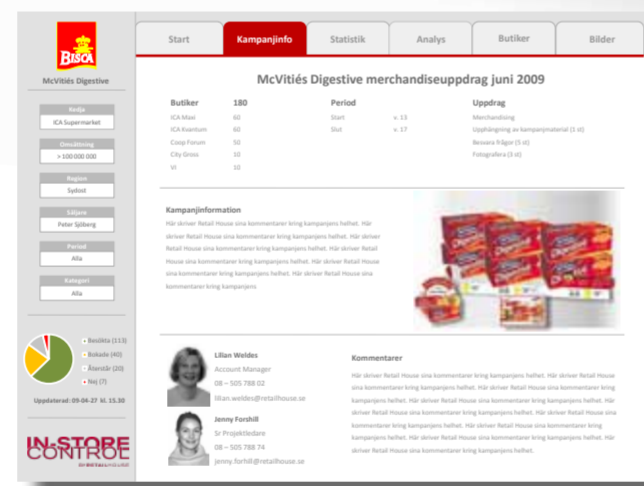 BISCA
McVitiés Digestive
Kedja
ICA Supermarket
Omsättning
> 100 000 000
Region
Sydost
Säljare
Peter Sjöberg
Period
Alla
Kategori
Alla
Besökta (113)
Bokade (40)
Återstår (20)
Nej (7)
Uppdaterad: 09-04-27 kl. 15.30
IN-STORE
CONTROL
BY RETAIL HOUSE
Start
Kampanjinfo
Statistik
Analys
Butiker
Bilder
McVitiés Digestive merchandiseuppdrag juni 2009
Butiker 180 Period Uppdrag
ICA Maxi 60 Start v. 13 Merchandising
ICA Kvantum 60 Slut v. 17 Upphängning av kampanjmaterial (1 st)
Coop Forum 50 Besvara frågor (5 st)
City Gross 10 Fotografera (3 st)
Vi 10
Kampanjinformation
Här skriver Retail House sina kommentarer kring kampanjens helhet. Här
skriver Retail House sina kommentarer kring kampanjens helhet. Här skriver
Retail House sina kommentarer kring kampanjens helhet. Här skriver Retail
House sina kommentarer kring kampanjens helhet. Här skriver Retail House
sina kommentarer kring kampanjens helhet. Här skriver Retail House sina
kommentarer kring kampanjens
Digestive
Lilian Weldes
Account Manager
08 – 505 788 02
lilian.weldes@retailhouse.se
Jenny Forshill
Sr Projektledare
08 – 505 788 74
jenny.forhill@retailhouse.se
Kommentarer
Här skriver Retail House sina kommentarer kring kampanjens helhet. Här skriver Retail House
sina kommentarer kring kampanjens helhet. Här skriver Retail House sina kommentarer kring
kampanjens helhet. Här skriver Retail House sina kommentarer kring kampanjens helhet. Här
skriver Retail House sina kommentarer kring kampanjens helhet. Här skriver Retail House sina
kommentarer kring kampanjens helhet. Här skriver Retail House sina kommentarer kring
kampanjens helhet. Här skriver Retail House sina kommentarer kring kampanjens helhet. Här
skriver Retail House sina kommentarer kring kampanjens helhet.